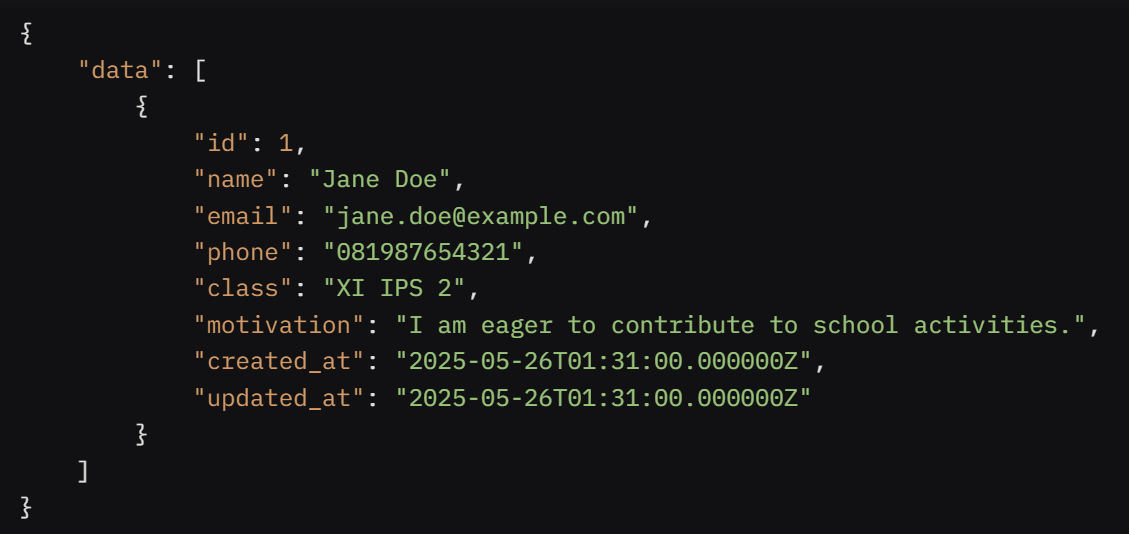 {
    "data": [
        {
            "id": 1,
            "name": "Jane Doe",
            "email": "jane.doe@example.com",
            "phone": "081987654321",
            "class": "XI IPS 2",
            "motivation": "I am eager to contribute to school activities.",
            "created_at": "2025-05-26T01:31:00.000000Z",
            "updated_at": "2025-05-26T01:31:00.000000Z"
        }
    ]
}